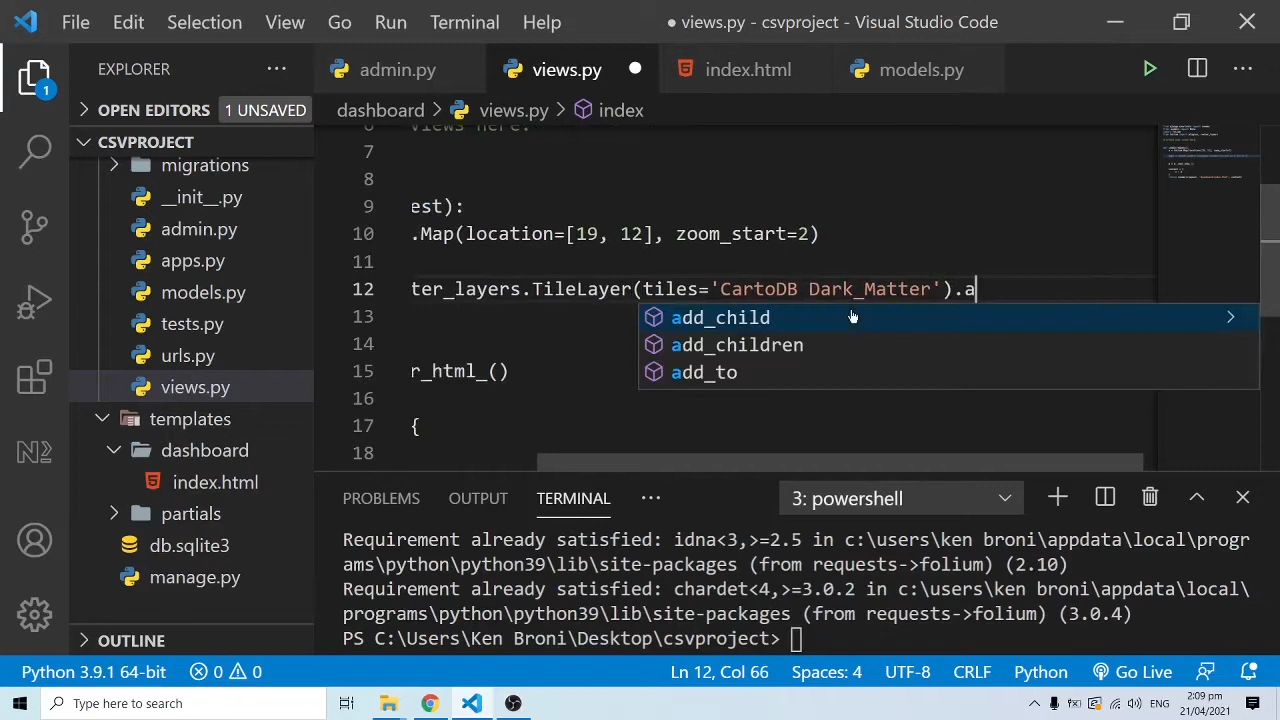 File Edit Selection View Go Run Terminal Help
views.py - csvproject - Visual Studio Code
EXPLORER
OPEN EDITORS 1 UNSAVED
CSVPROJECT
migrations
__init__.py
admin.py
apps.py
models.py
tests.py
urls.py
views.py
templates
dashboard
index.html
partials
db.sqlite3
manage.py
OUTLINE
1
admin.py views.py index.html models.py
dashboard views.py index
6 views here.
7
8
9 est):
10 .Map(location=[19, 12], zoom_start=2)
11
12 ter_layers.TileLayer(tiles='CartoDB Dark_Matter').a
13
14
15 r_html_()
16
17 {
18
add_child
add_children
add_to
PROBLEMS OUTPUT TERMINAL 3: powershell
Requirement already satisfied: idna<3,>=2.5 in c:\users\ken broni\appdata\local\progr
ams\python\python39\lib\site-packages (from requests->folium) (2.10)
Requirement already satisfied: chardet<4,>=3.0.2 in c:\users\ken broni\appdata\local\
programs\python\python39\lib\site-packages (from requests->folium) (3.0.4)
PS C:\Users\Ken Broni\Desktop\csvproject>
Python 3.9.1 64-bit 0 0 Ln 12, Col 66 Spaces: 4 UTF-8 CRLF Python Go Live
Type here to search
ENG
2:09 pm
21/04/2021